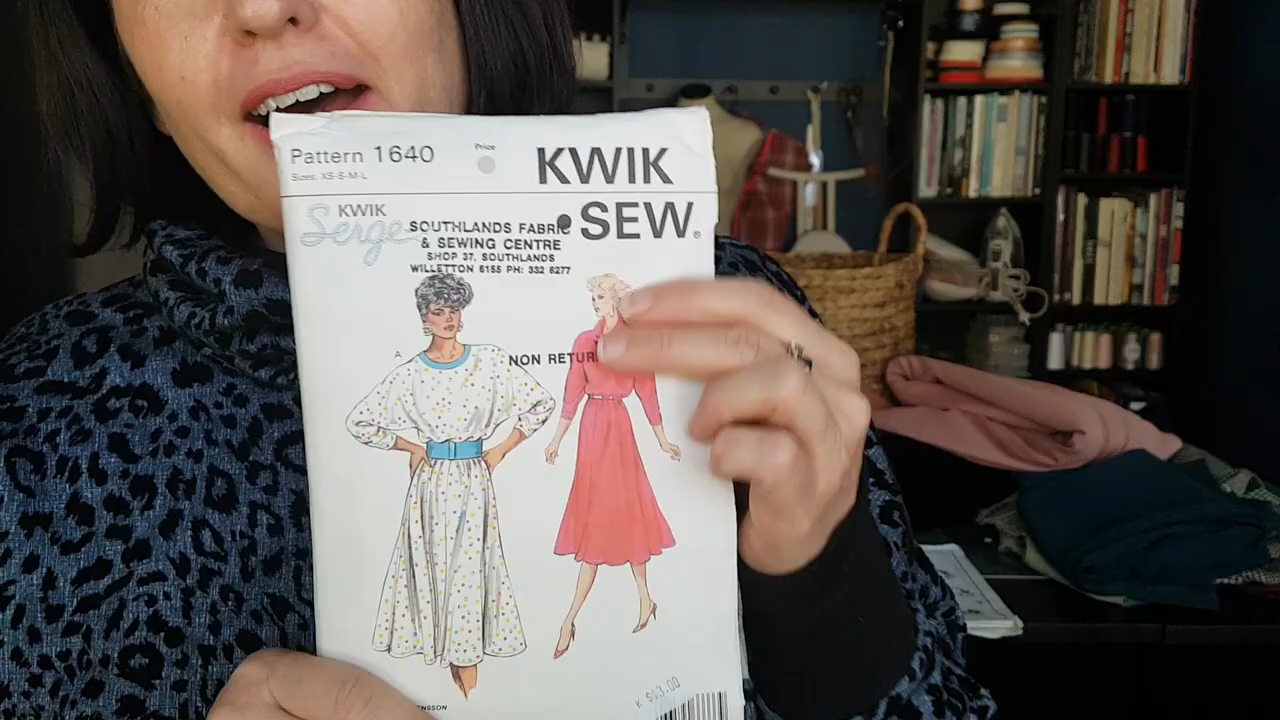 Pattern 1640
Sizes: XS-S-M-L
Price
KWIK
SEW®
KWIK
Serge
SOUTHLANDS FABRIC
& SEWING CENTRE
SHOP 37, SOUTHLANDS
WILLETTON 6155 PH: 332 8277
A
NON RETUR
NSSON